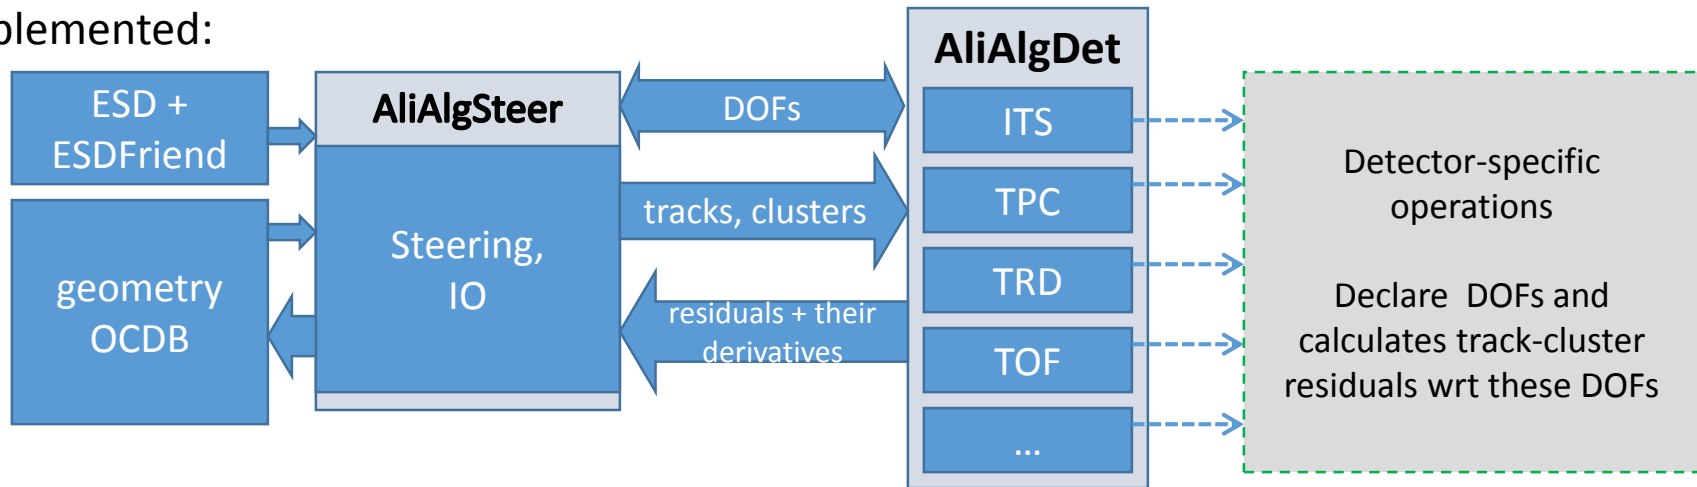 plemented:
ESD +
ESDFriend
geometry
OCDB
AliAlgSteer
Steering,
IO
DOFs
tracks, clusters
residuals + their
derivatives
AliAlgDet
ITS
TPC
TRD
TOF
...
Detector-specific
operations
Declare DOFs and
calculates track-cluster
residuals wrt these DOFs